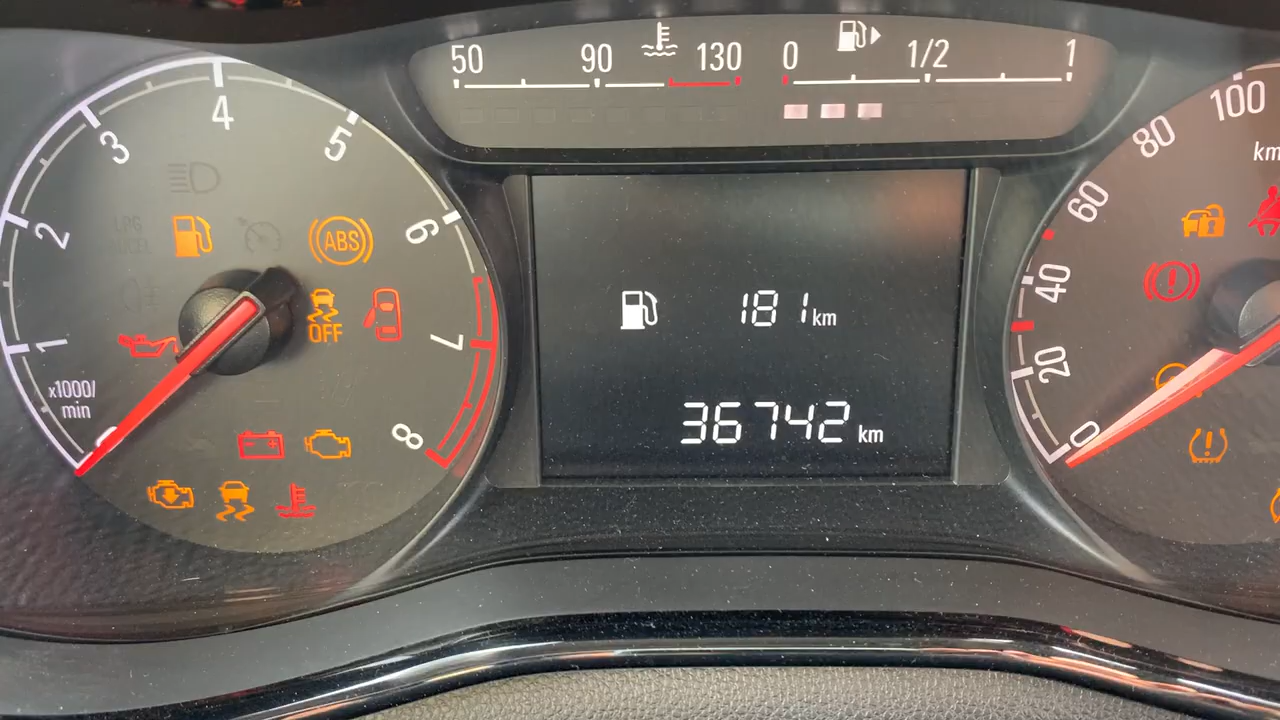 50 90 130 0 1/2 1
1 2 3 4 5 6 7 8
x1000/
min
ABS
OFF
LPG
181 km
36742 km
0 20 40 60 80 100
km